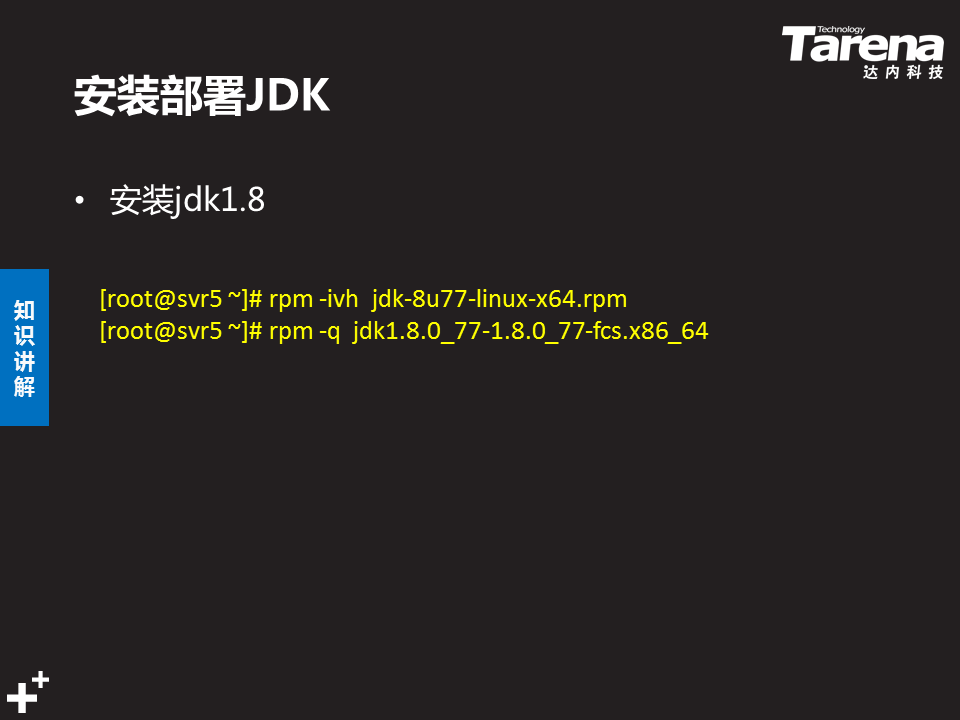 Technology
Tarena
达内科技
安装部署JDK
• 安装jdk1.8
知识讲解
[root@svr5 ~]# rpm -ivh  jdk-8u77-linux-x64.rpm
[root@svr5 ~]# rpm -q  jdk1.8.0_77-1.8.0_77-fcs.x86_64